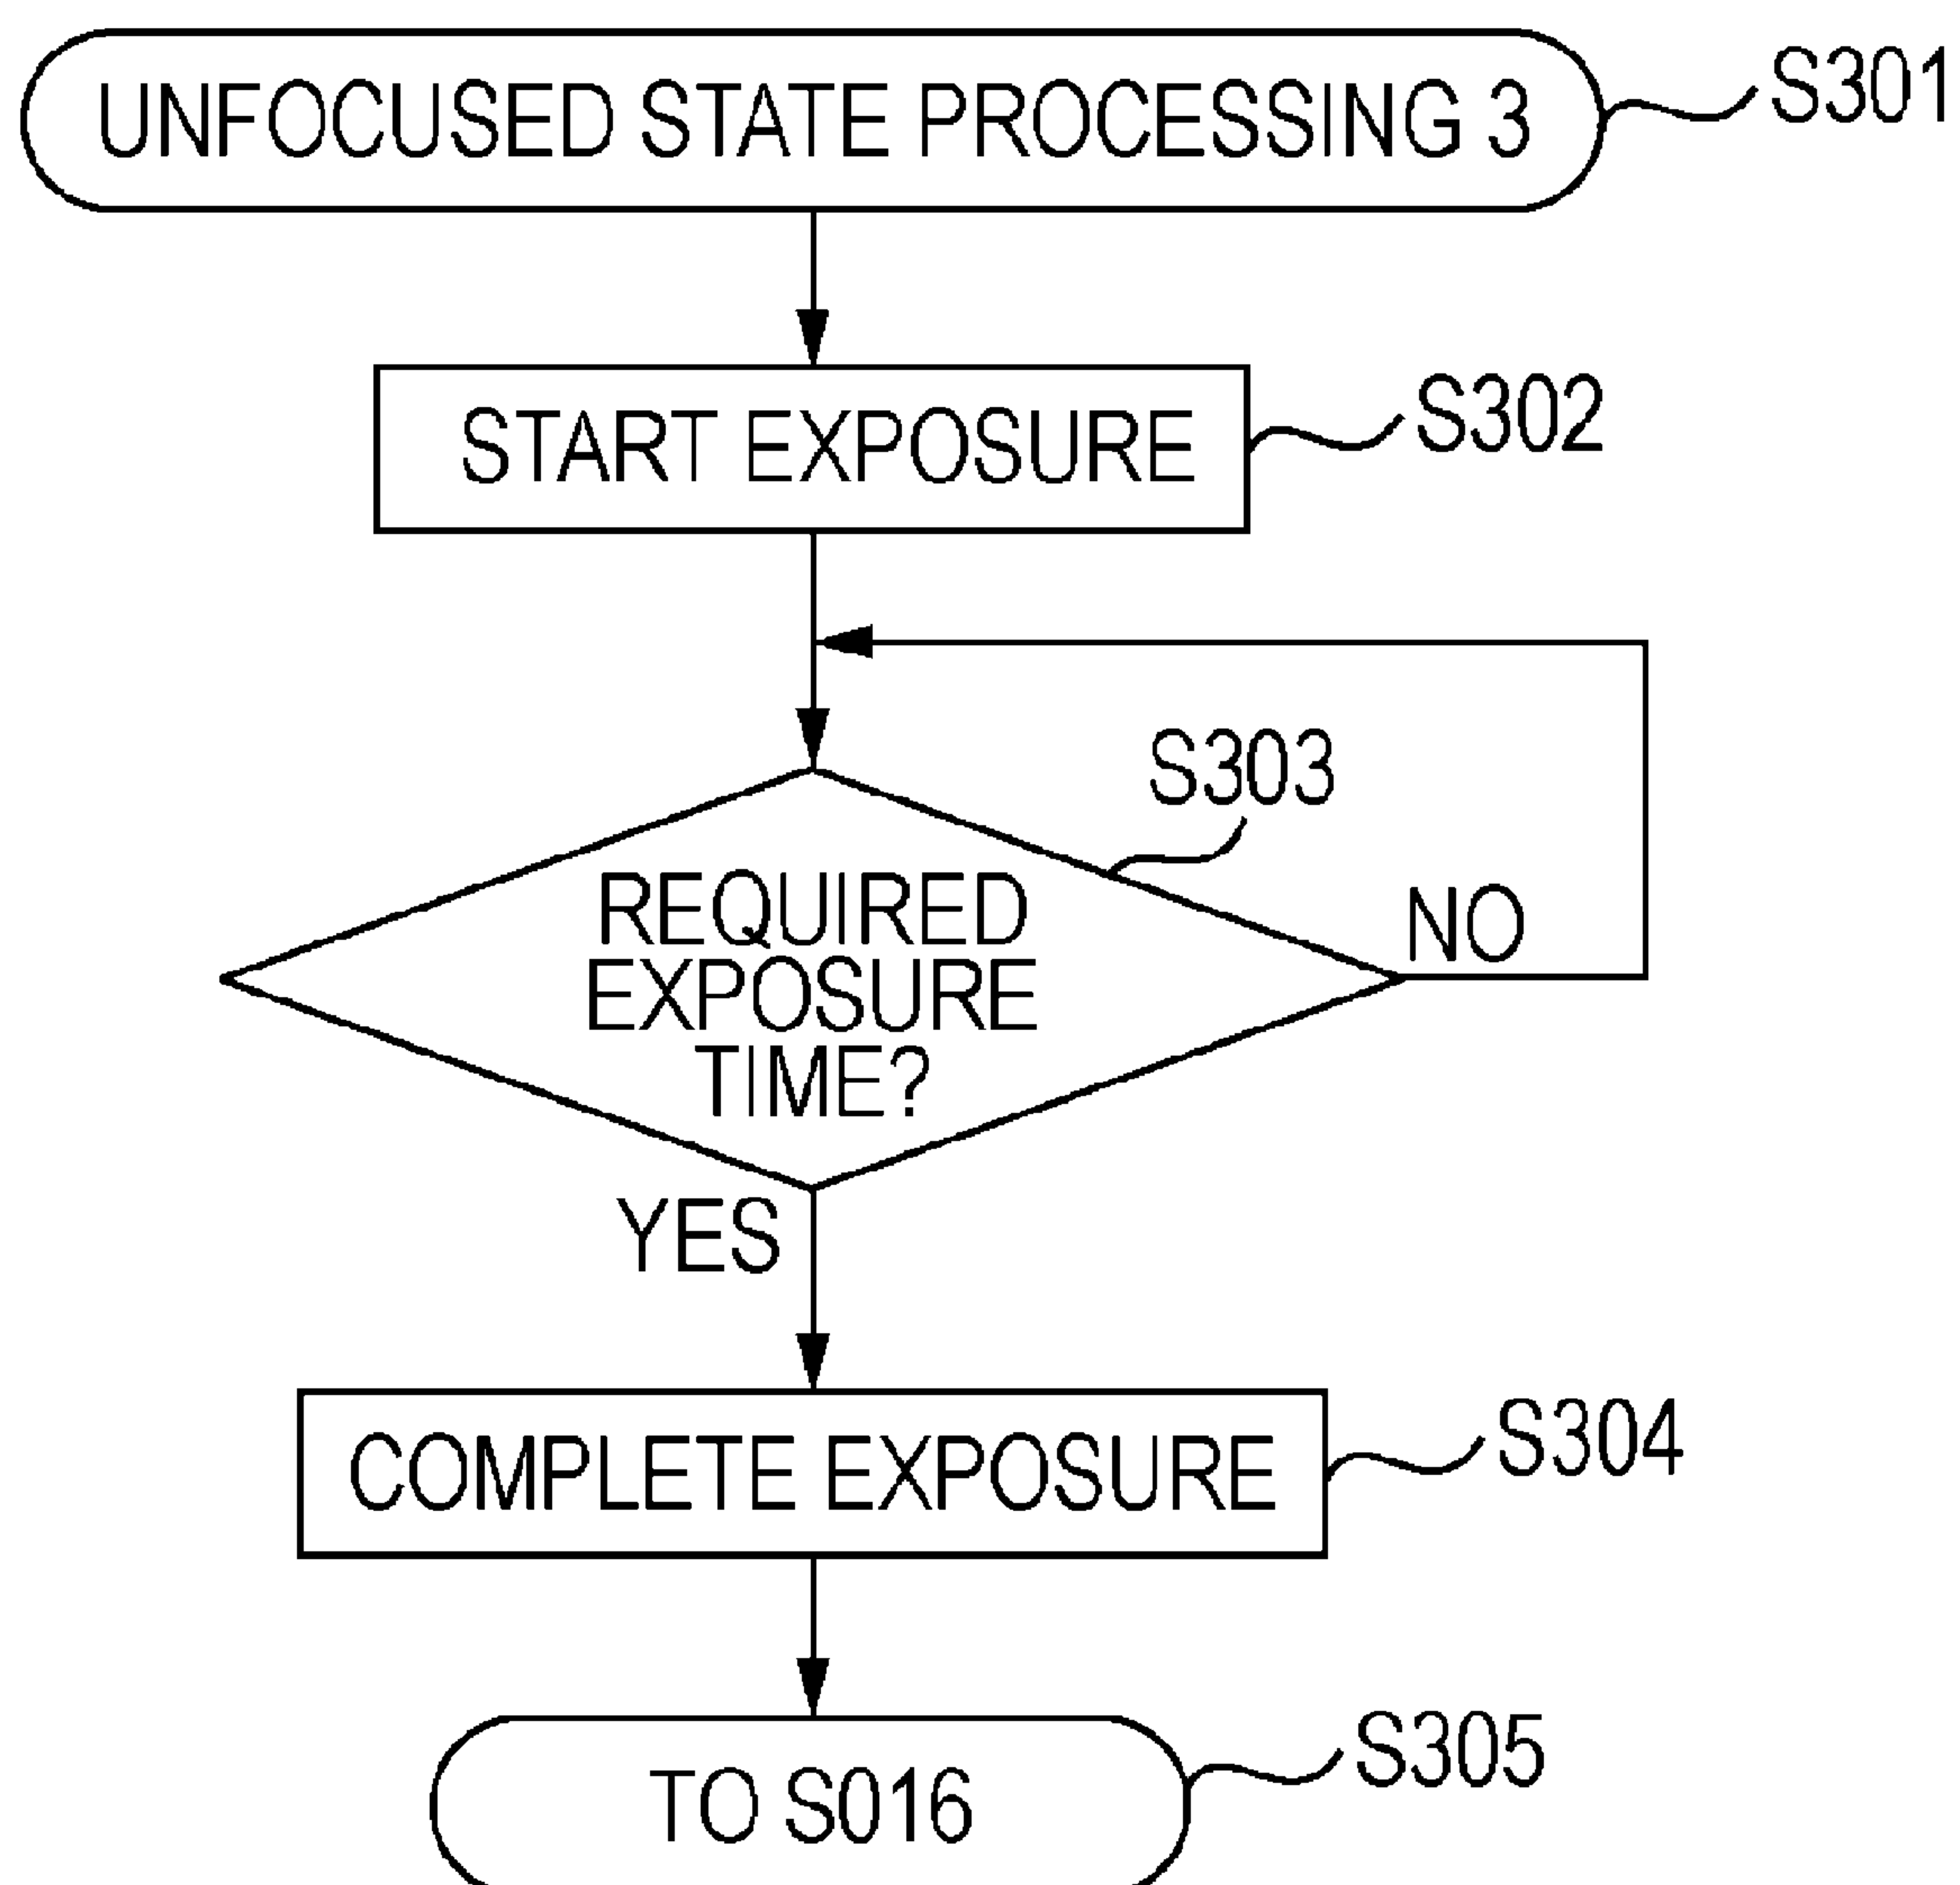 UNFOCUSED STATE PROCESSING 3
S301
START EXPOSURE
S302
S303
REQUIRED
EXPOSURE
TIME?
NO
YES
COMPLETE EXPOSURE
S304
TO S016
S305